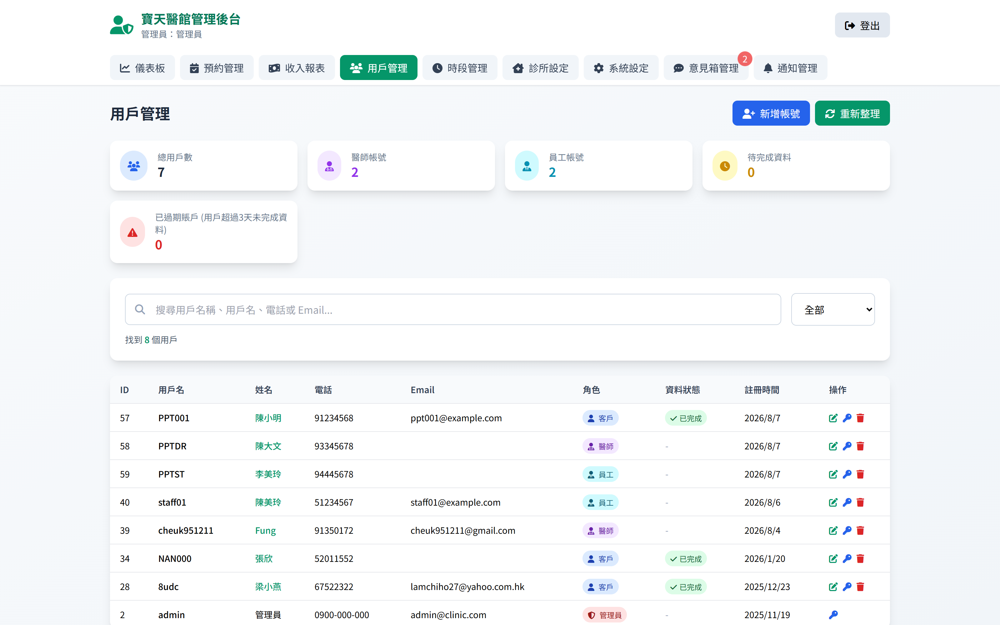 寶天醫館管理後台
管理員：管理員
登出
儀表板 預約管理 收入報表 用戶管理 時段管理 診所設定 系統設定 意見箱管理 2 通知管理
用戶管理
新增帳號 重新整理
總用戶數
7
醫師帳號
2
員工帳號
2
待完成資料
0
已過期賬戶 (用戶超過3天未完成資
料)
0
搜尋用戶名稱、用戶名、電話或 Email...
全部
找到 8 個用戶
ID 用戶名 姓名 電話 Email 角色 資料狀態 註冊時間 操作
57 PPT001 陳小明 91234568 ppt001@example.com 客戶 已完成 2026/8/7
58 PPTDR 陳大文 93345678 醫師 - 2026/8/7
59 PPTST 李美玲 94445678 員工 - 2026/8/7
40 staff01 陳美玲 51234567 staff01@example.com 員工 - 2026/8/6
39 cheuk951211 Fung 91350172 cheuk951211@gmail.com 醫師 - 2026/8/4
34 NAN000 張欣 52011552 客戶 已完成 2026/1/20
28 8udc 梁小燕 67522322 lamchiho27@yahoo.com.hk 客戶 已完成 2025/12/23
2 admin 管理員 0900-000-000 admin@clinic.com 管理員 - 2025/11/19